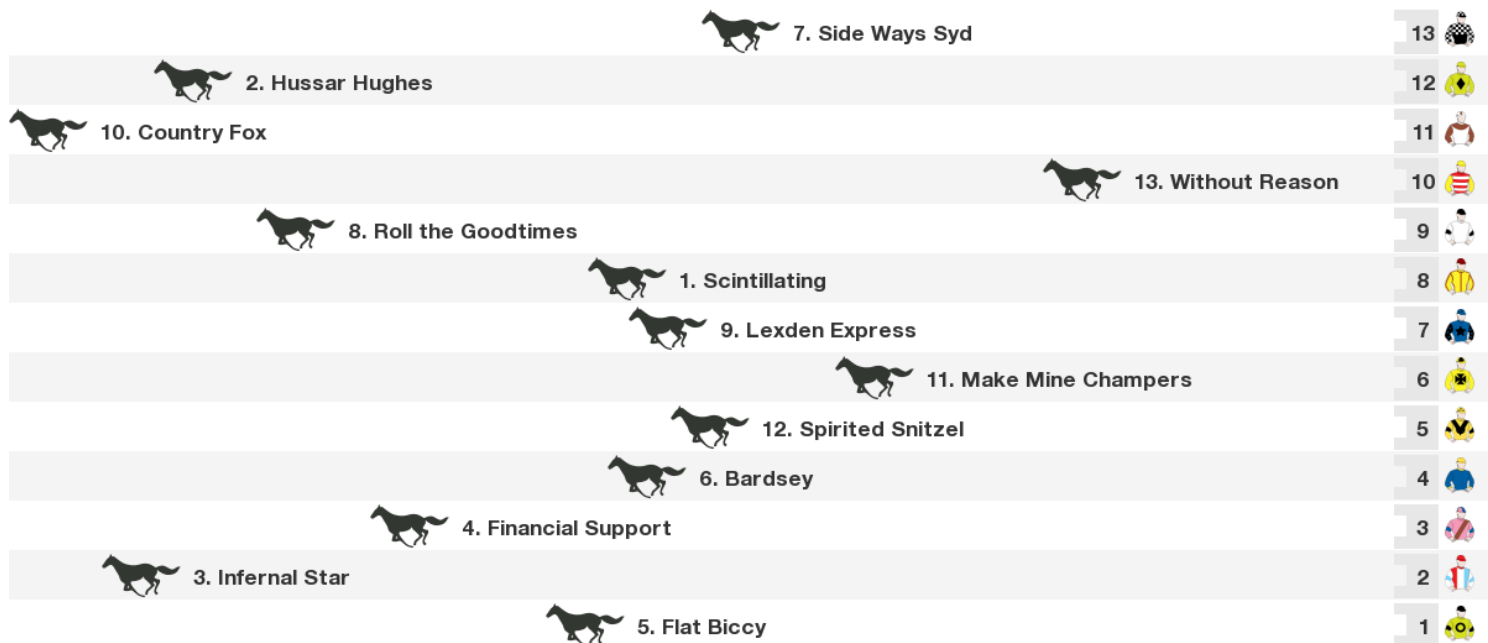 7. Side Ways Syd 13
2. Hussar Hughes 12
10. Country Fox 11
13. Without Reason 10
8. Roll the Goodtimes 9
1. Scintillating 8
9. Lexden Express 7
11. Make Mine Champers 6
12. Spirited Snitzel 5
6. Bardsey 4
4. Financial Support 3
3. Infernal Star 2
5. Flat Biccy 1